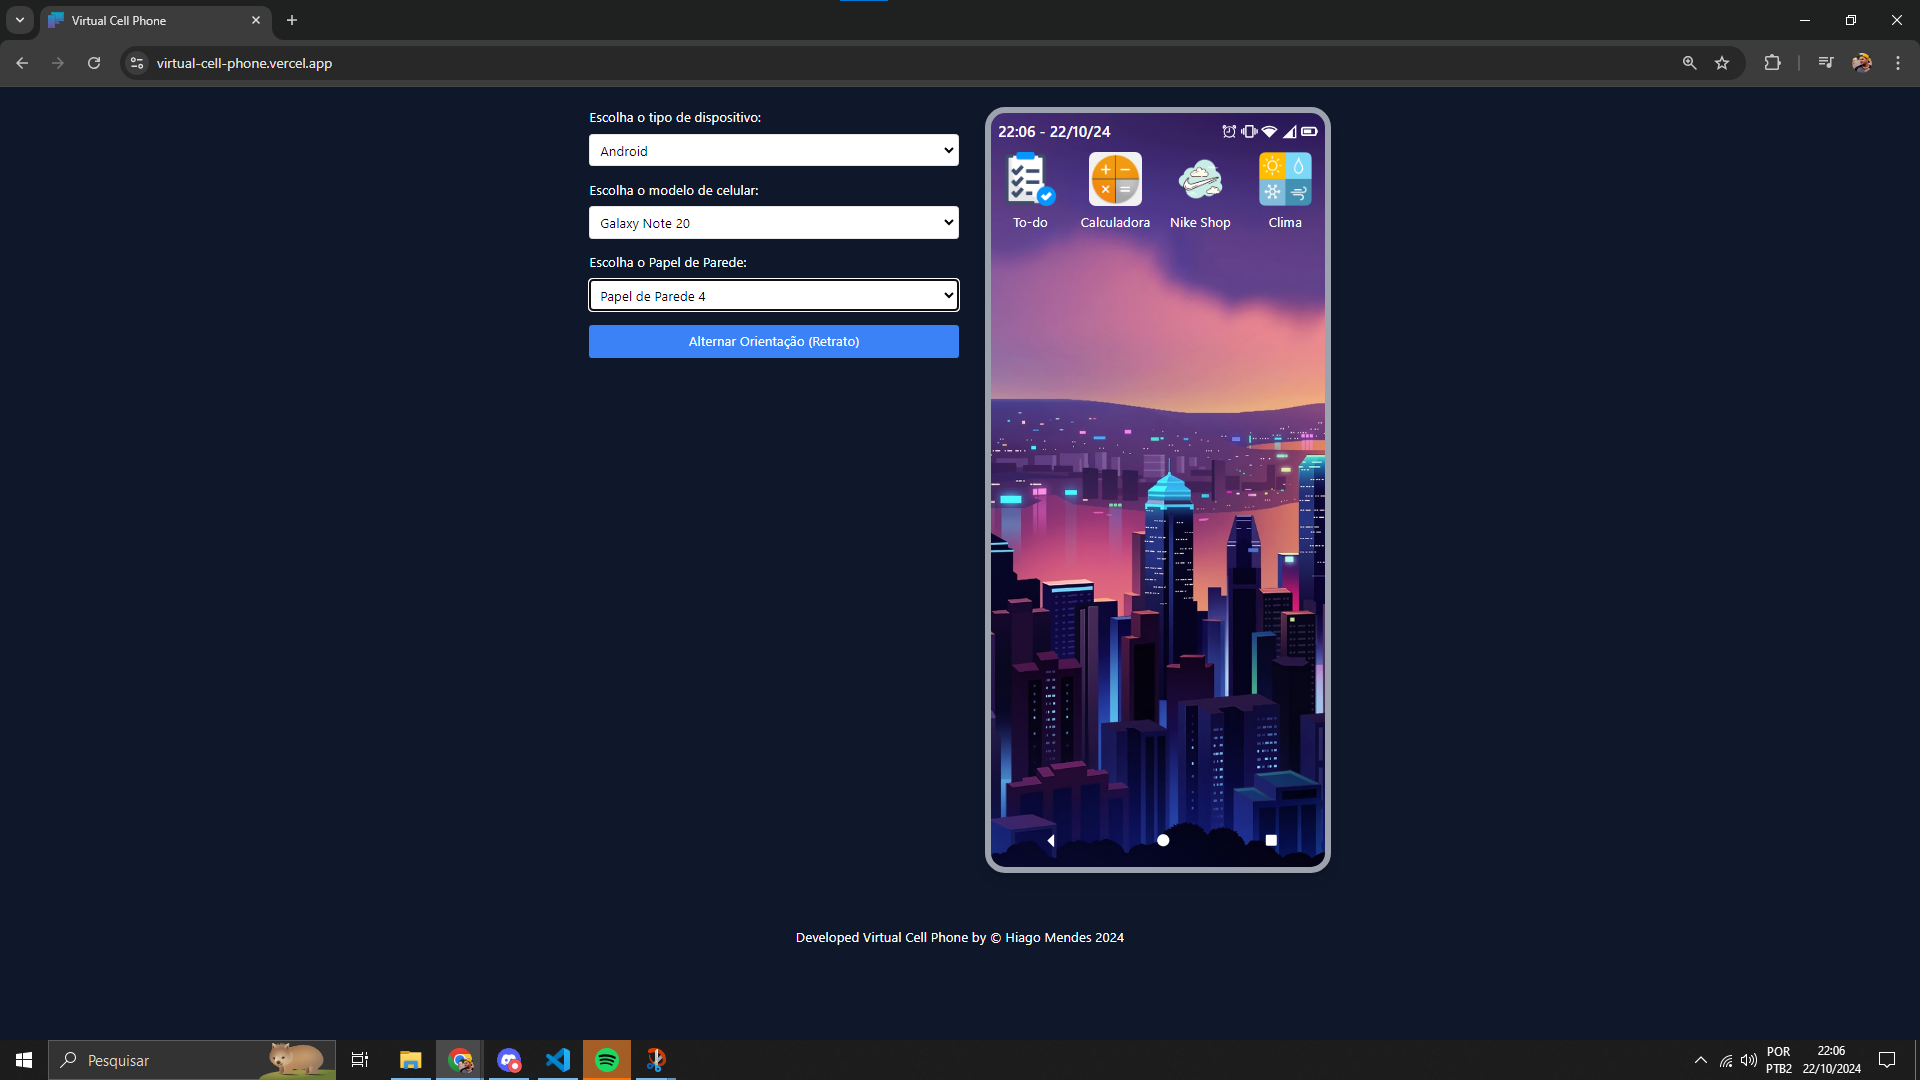 Virtual Cell Phone
virtual-cell-phone.vercel.app
Escolha o tipo de dispositivo:
Android
Escolha o modelo de celular:
Galaxy Note 20
Escolha o Papel de Parede:
Papel de Parede 4
Alternar Orientação (Retrato)
22:06 - 22/10/24
To-do
Calculadora
Nike Shop
Clima
Developed Virtual Cell Phone by © Hiago Mendes 2024
Pesquisar
POR
PTB2
22:06
22/10/2024